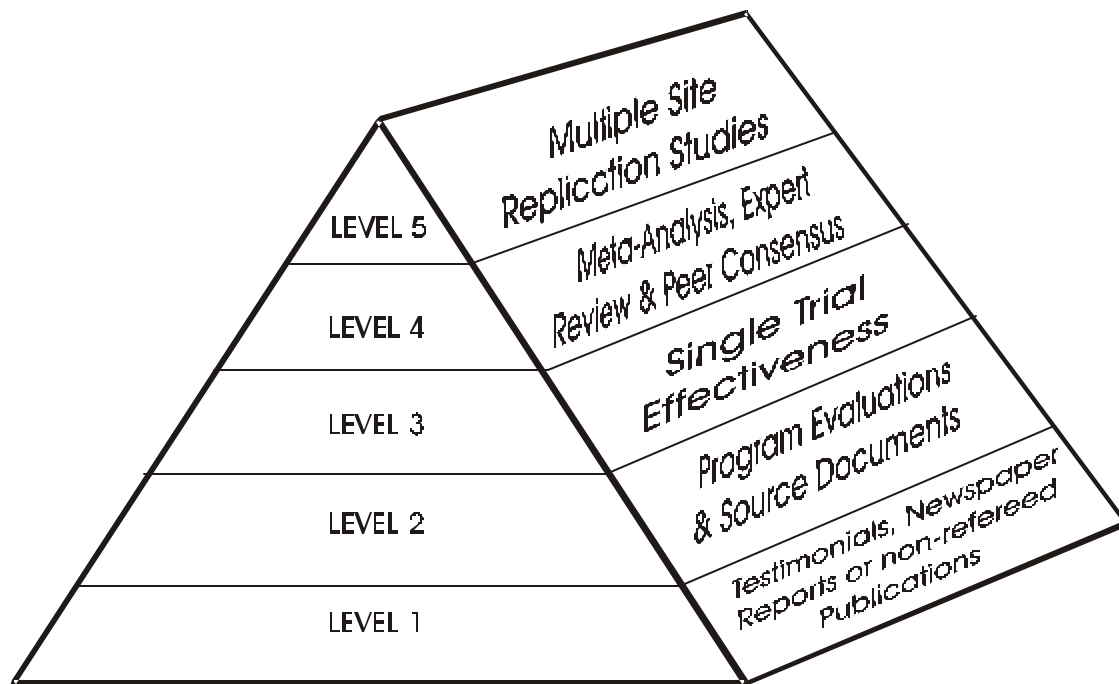 Multiple Site
Replication Studies
LEVEL 5
Meta-Analysis, Expert
Review & Peer Consensus
LEVEL 4
Single Trial
Effectiveness
LEVEL 3
Program Evaluations
& Source Documents
LEVEL 2
Testimonials, Newspaper
Reports or non-refereed
Publications
LEVEL 1